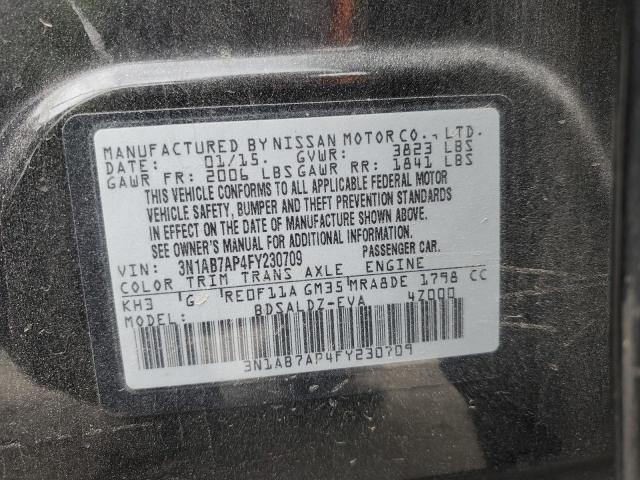 MANUFACTURED BY NISSAN MOTOR CO., LTD.
DATE: 01/15. GVWR: 3823 LBS
GAWR FR: 2006 LBS GAWR RR: 1841 LBS
THIS VEHICLE CONFORMS TO ALL APPLICABLE FEDERAL MOTOR
VEHICLE SAFETY, BUMPER AND THEFT PREVENTION STANDARDS
IN EFFECT ON THE DATE OF MANUFACTURE SHOWN ABOVE.
SEE OWNER'S MANUAL FOR ADDITIONAL INFORMATION.
VIN: 3N1AB7AP4FY230709 PASSENGER CAR.
COLOR TRIM TRANS AXLE ENGINE
KH3 G RE0F11A GM35 MRA8DE 1798 CC
MODEL: BDSALDZ-EVA 4Z000
3N1AB7AP4FY230709